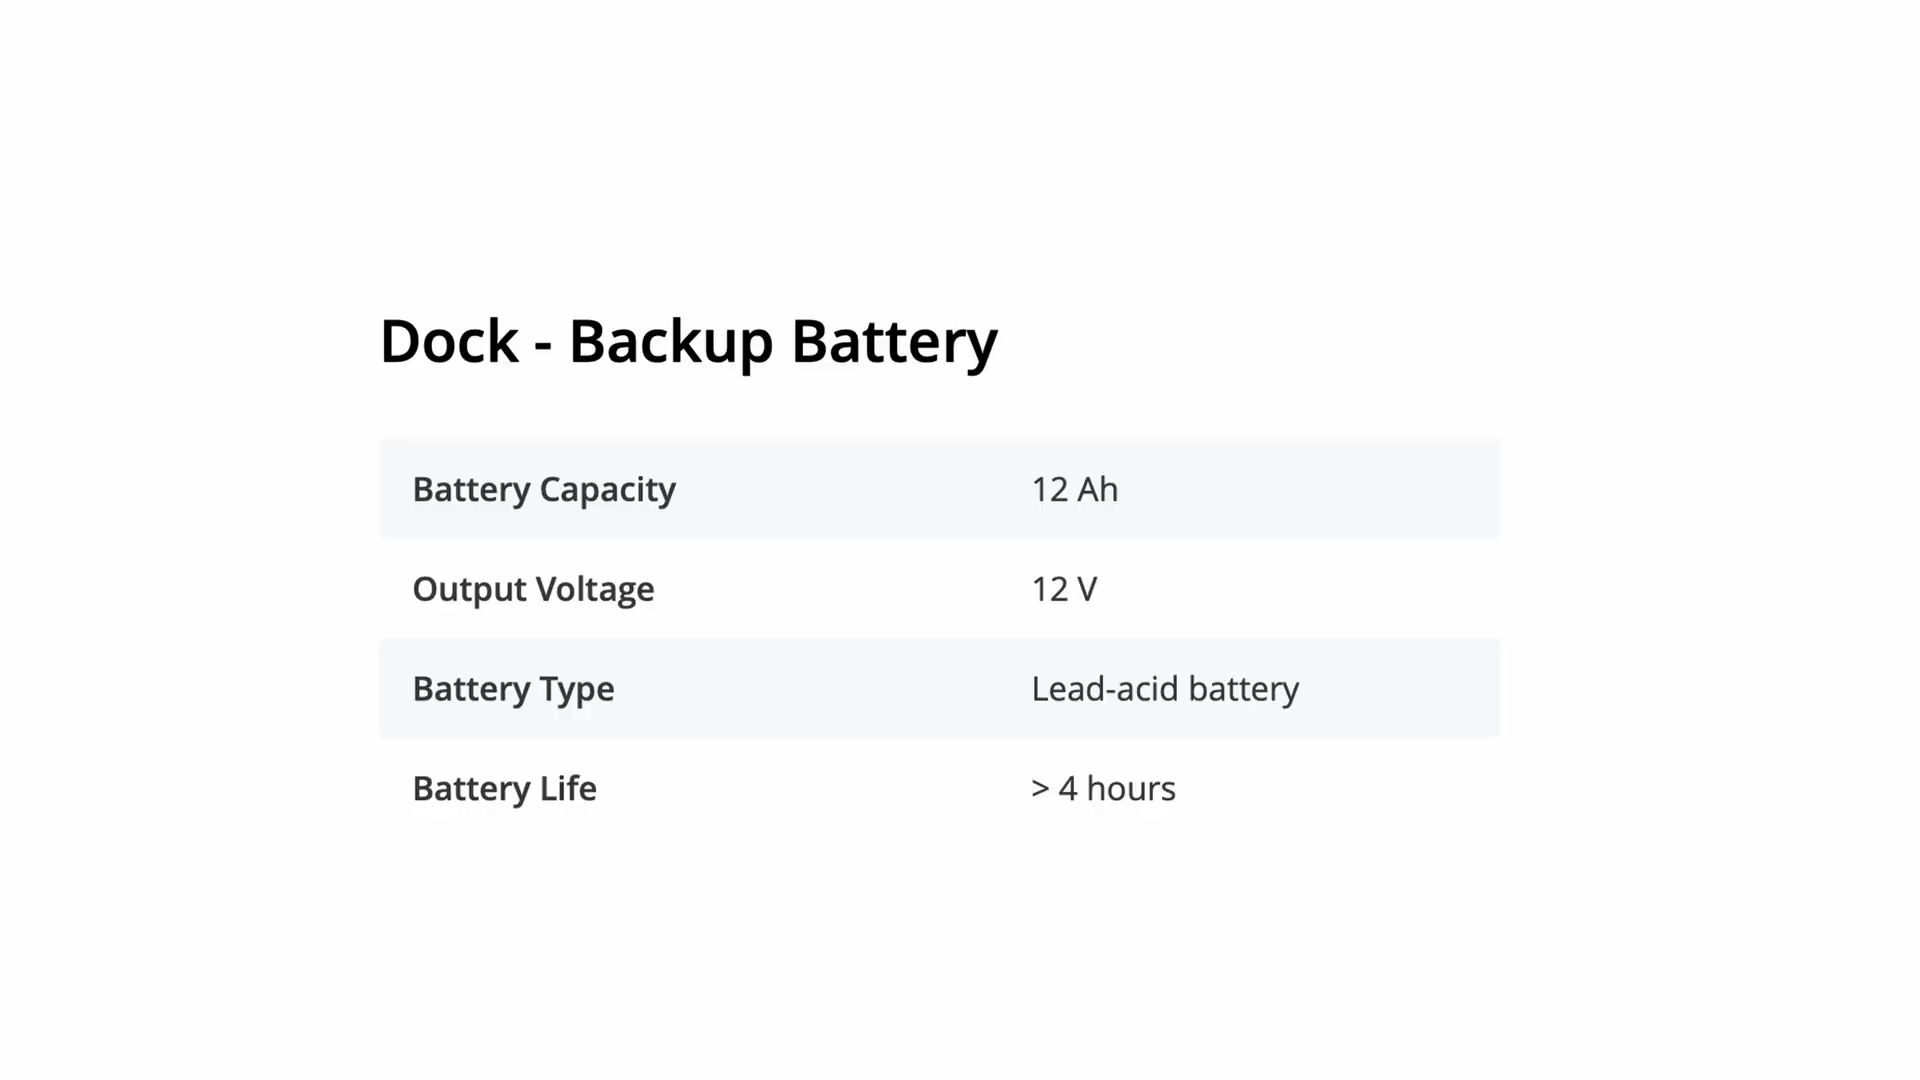 Dock - Backup Battery
Battery Capacity 12 Ah
Output Voltage 12 V
Battery Type Lead-acid battery
Battery Life > 4 hours